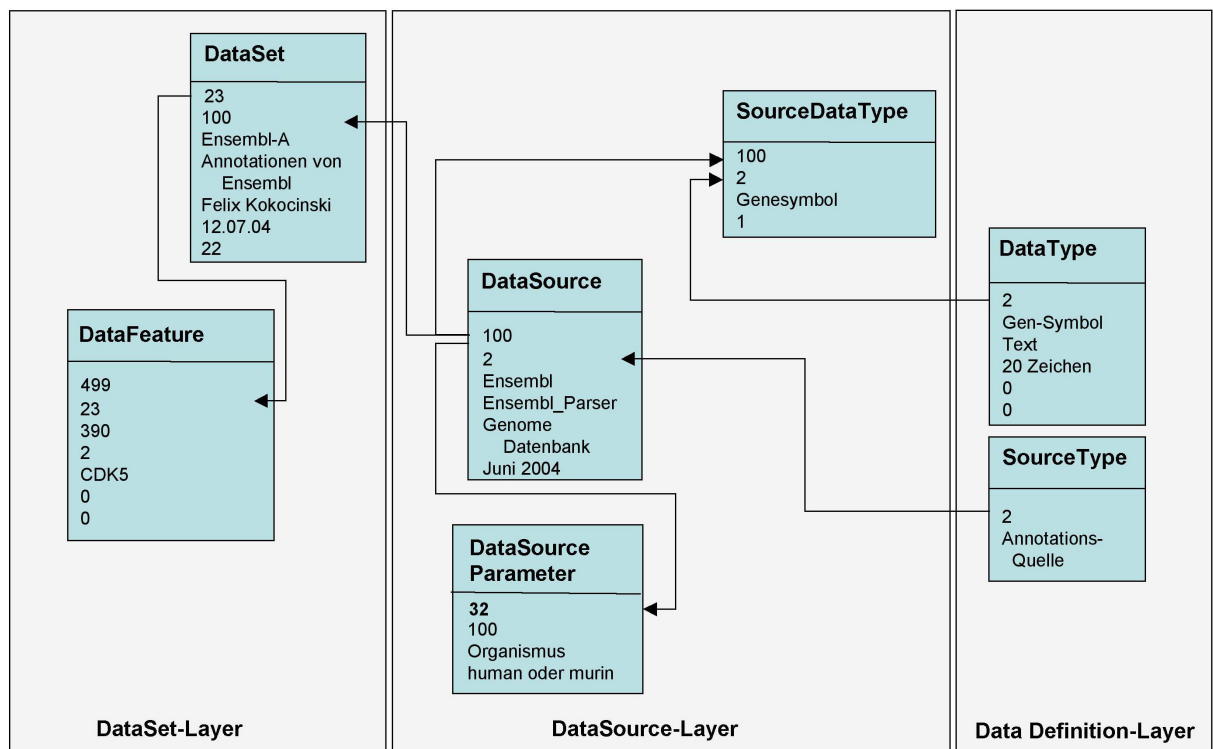 DataSet
23
100
Ensembl-A
Annotationen von
Ensembl
Felix Kokocinski
12.07.04
22
DataFeature
499
23
390
2
CDK5
0
0
DataSet-Layer
SourceDataType
100
2
Genesymbol
1
DataSource
100
2
Ensembl
Ensembl_Parser
Genome
Datenbank
Juni 2004
DataSource
Parameter
32
100
Organismus
human oder murin
DataSource-Layer
DataType
2
Gen-Symbol
Text
20 Zeichen
0
0
SourceType
2
Annotations-
Quelle
Data Definition-Layer